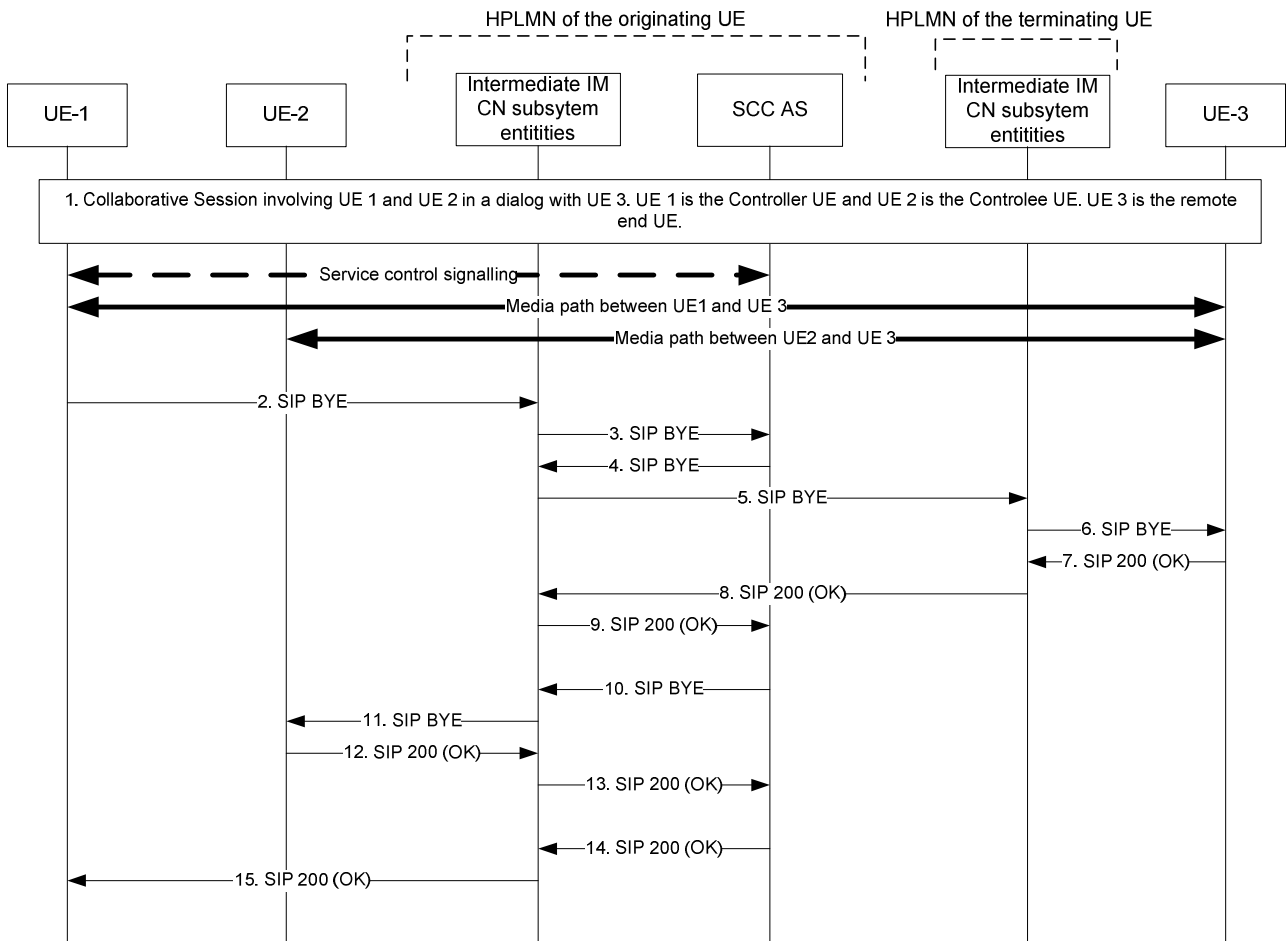 HPLMN of the originating UE
HPLMN of the terminating UE
UE-1
UE-2
Intermediate IM
CN subsytem
entitities
SCC AS
Intermediate IM
CN subsystem
entitities
UE-3
1. Collaborative Session involving UE 1 and UE 2 in a dialog with UE 3. UE 1 is the Controller UE and UE 2 is the Controlee UE. UE 3 is the remote
end UE.
Service control signalling
Media path between UE1 and UE 3
Media path between UE2 and UE 3
2. SIP BYE
3. SIP BYE
4. SIP BYE
5. SIP BYE
6. SIP BYE
7. SIP 200 (OK)
8. SIP 200 (OK)
9. SIP 200 (OK)
10. SIP BYE
11. SIP BYE
12. SIP 200 (OK)
13. SIP 200 (OK)
14. SIP 200 (OK)
15. SIP 200 (OK)